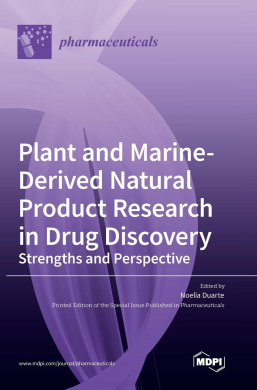 pharmaceuticals
Plant and Marine-
Derived Natural
Product Research
in Drug Discovery
Strengths and Perspective
Edited by
Noelia Duarte
Printed Edition of the Special Issue Published in Pharmaceuticals
www.mdpi.com/journal/pharmaceuticals
MDPI